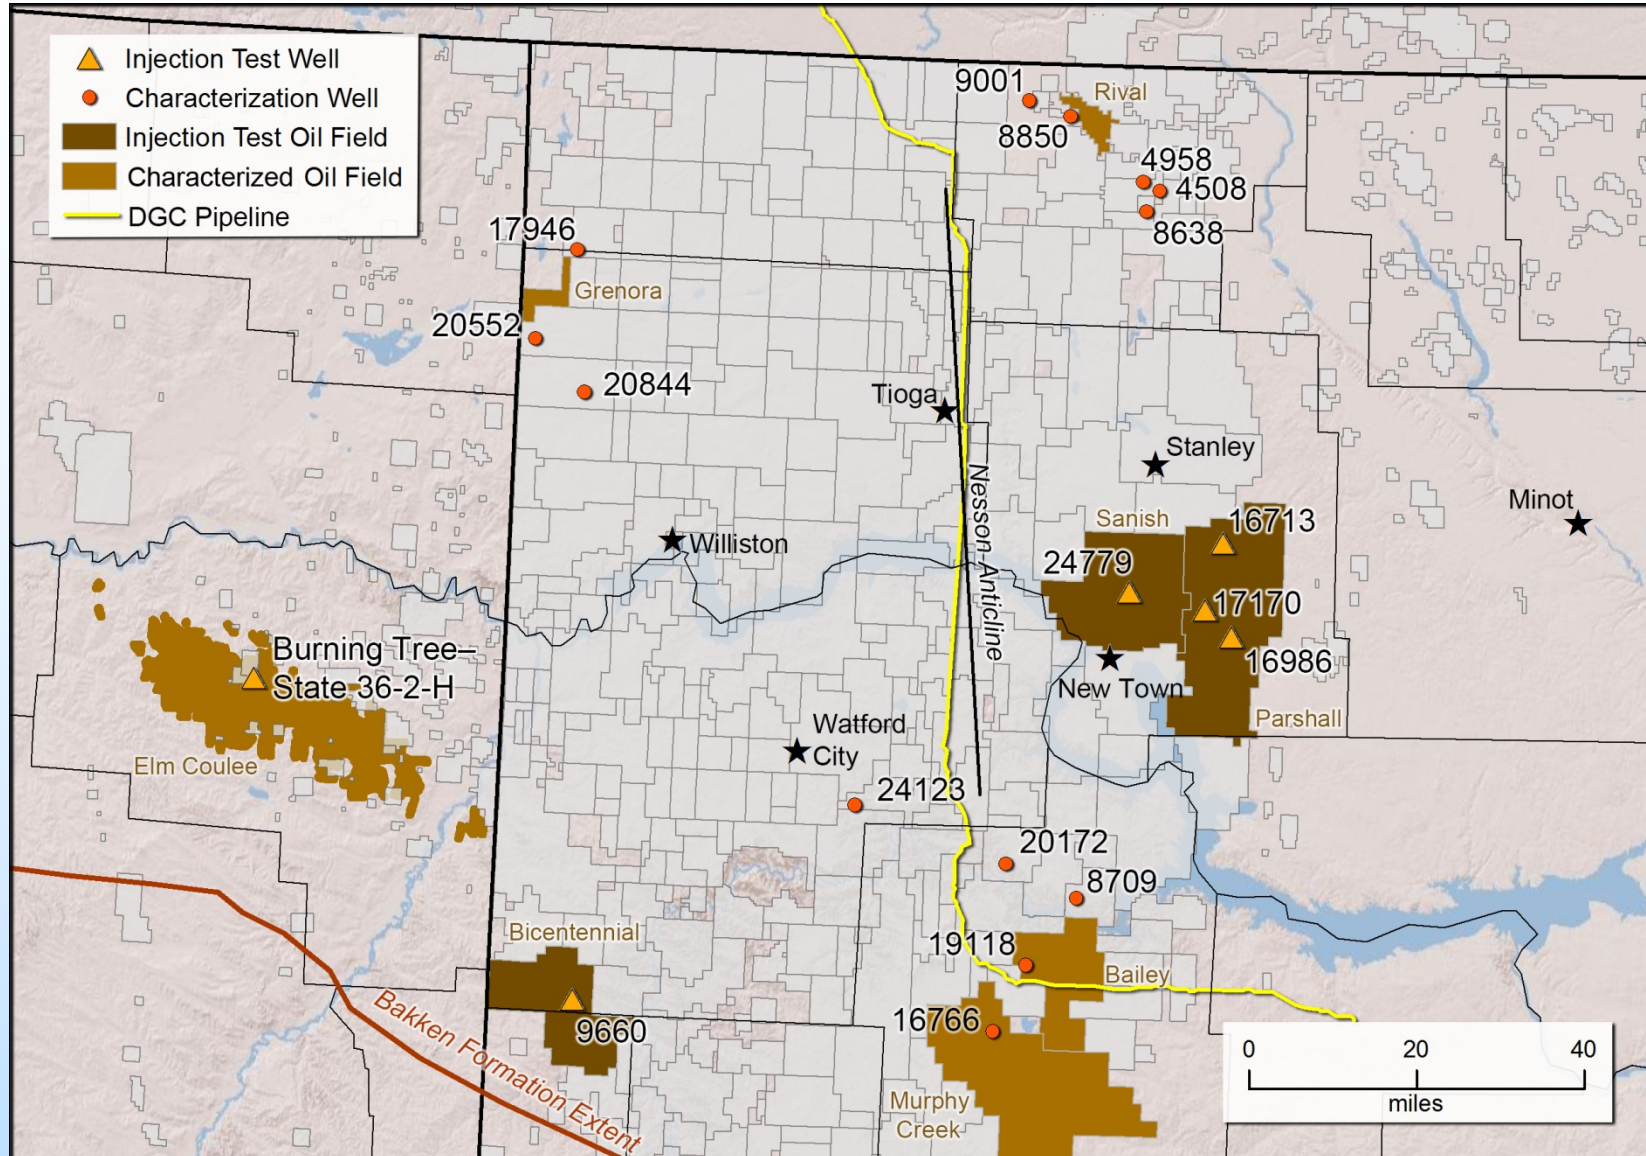 Injection Test Well
Characterization Well
Injection Test Oil Field
Characterized Oil Field
DGC Pipeline
9001
Rival
8850
4958
4508
8638
17946
Grenora
20552
20844
Tioga
Stanley
Minot
Nesson Anticline
Williston
Sanish
16713
24779
17170
16986
New Town
Parshall
Burning Tree–
State 36-2-H
Elm Coulee
Watford
City
24123
20172
8709
19118
Bailey
Bicentennial
9660
16766
Murphy
Creek
Bakken Formation Extent
0 20 40
miles